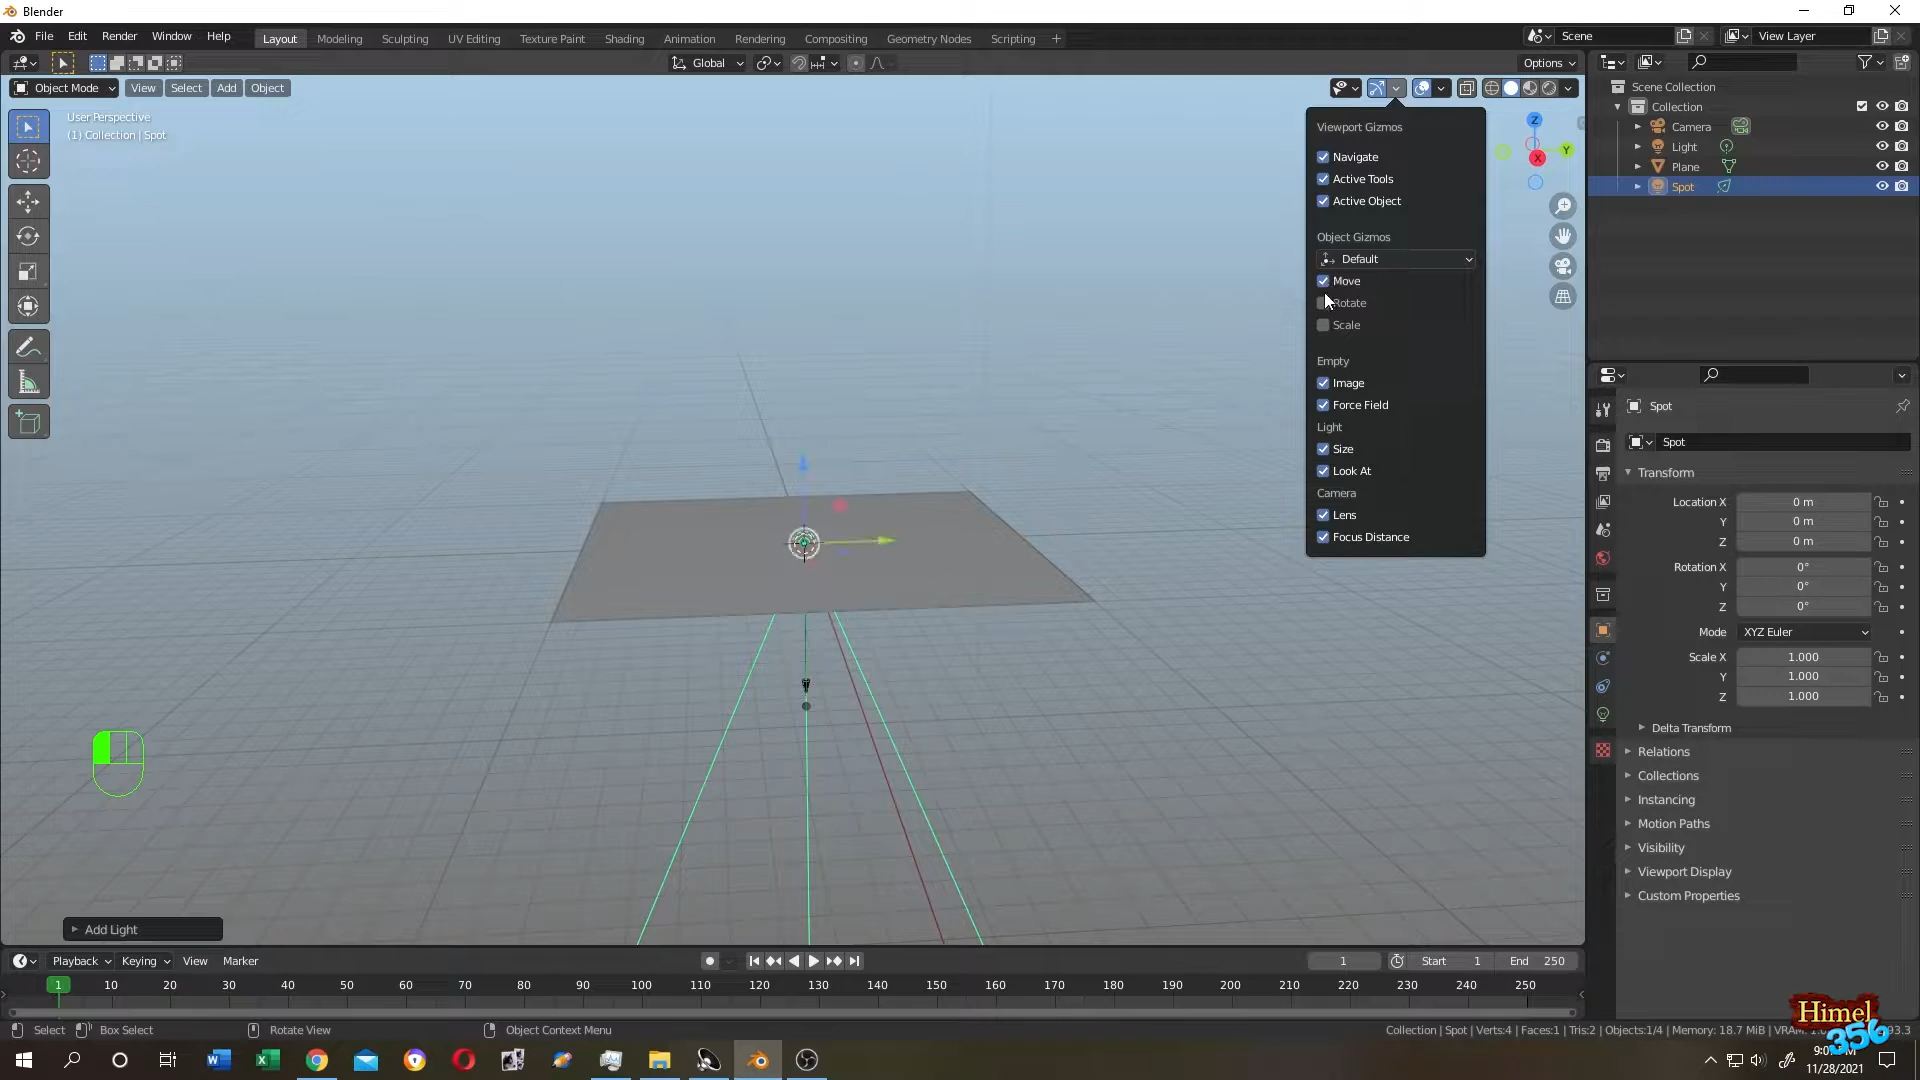 Blender
File Edit Render Window Help
Layout Modeling Sculpting UV Editing Texture Paint Shading Animation Rendering Compositing Geometry Nodes Scripting +
Scene
View Layer
Global
Options
Object Mode View Select Add Object
User Perspective
(1) Collection | Spot
Viewport Gizmos
Navigate
Active Tools
Active Object
Object Gizmos
Default
Move
Rotate
Scale
Empty
Image
Force Field
Light
Size
Look At
Camera
Lens
Focus Distance
Z
Y
X
Scene Collection
Collection
Camera
Light
Plane
Spot
Spot
Spot
Transform
Location X 0 m
Y 0 m
Z 0 m
Rotation X 0°
Y 0°
Z 0°
Mode XYZ Euler
Scale X 1.000
Y 1.000
Z 1.000
Delta Transform
Relations
Collections
Instancing
Motion Paths
Visibility
Viewport Display
Custom Properties
Add Light
Playback Keying View Marker
1 Start 1 End 250
1 10 20 30 40 50 60 70 80 90 100 110 120 130 140 150 160 170 180 190 200 210 220 230 240 250
Select Box Select Rotate View Object Context Menu
Collection | Spot | Verts:4 | Faces:1 | Tris:2 | Objects:1/4 | Memory: 18.7 MiB | VRAM:
Himel
356
11/28/2021